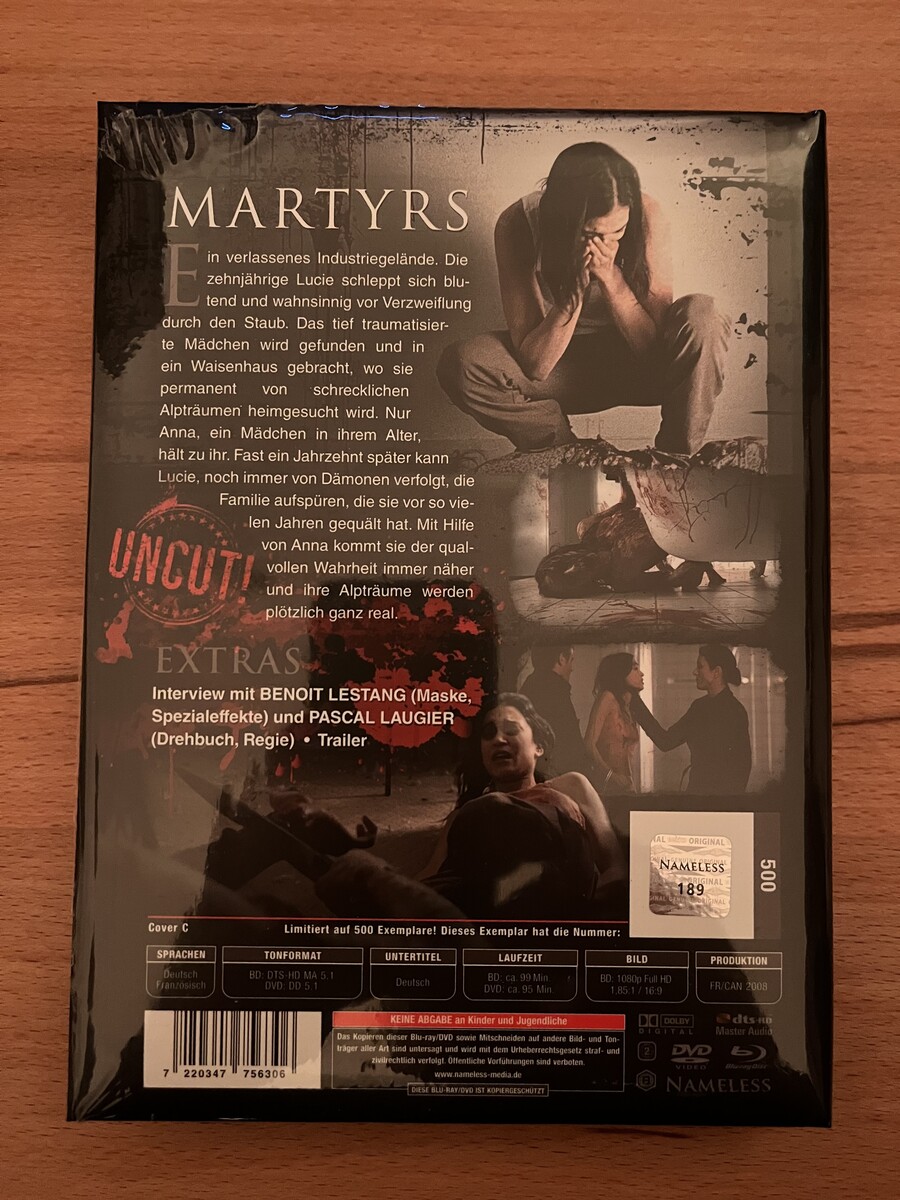 MARTYRS
Ein verlassenes Industriegelände. Die
zehnjährige Lucie schleppt sich blu-
tend und wahnsinnig vor Verzweiflung
durch den Staub. Das tief traumatisier-
te Mädchen wird gefunden und in
ein Waisenhaus gebracht, wo sie
permanent von schrecklichen
Alpträumen heimgesucht wird. Nur
Anna, ein Mädchen in ihrem Alter,
hält zu ihr. Fast ein Jahrzehnt später kann
Lucie, noch immer von Dämonen verfolgt, die
Familie aufspüren, die sie vor so vie-
len Jahren gequält hat. Mit Hilfe
von Anna kommt sie der qual-
vollen Wahrheit immer näher
und ihre Alpträume werden
plötzlich ganz real.
UNCUT!
EXTRAS
Interview mit BENOIT LESTANG (Maske,
Spezialeffekte) und PASCAL LAUGIER
(Drehbuch, Regie) • Trailer
ORIGINAL
NAMELESS
ORIGINAL
189
500
Cover C
Limitiert auf 500 Exemplare! Dieses Exemplar hat die Nummer:
SPRACHEN
Deutsch
Französisch
TONFORMAT
BD: DTS-HD MA 5.1
DVD: DD 5.1
UNTERTITEL
Deutsch
LAUFZEIT
BD: ca. 99 Min.
DVD: ca. 95 Min.
BILD
BD: 1080p Full HD
1,85:1 / 16:9
PRODUKTION
FR/CAN 2008
7 220347 756306
KEINE ABGABE an Kinder und Jugendliche
Das Kopieren dieser Blu-ray/DVD sowie Mitschneiden auf andere Bild- und Ton-
träger aller Art sind untersagt und wird mit dem Urheberrechtsgesetz straf- und
zivilrechtlich verfolgt. Öffentliche Vorführungen sind verboten.
www.nameless-media.de
DIESE BLU-RAY/DVD IST KOPIERGESCHÜTZT
DOLBY
DIGITAL
dts-HD
Master Audio
2
DVD
VIDEO
Blu-ray Disc
B
NAMELESS